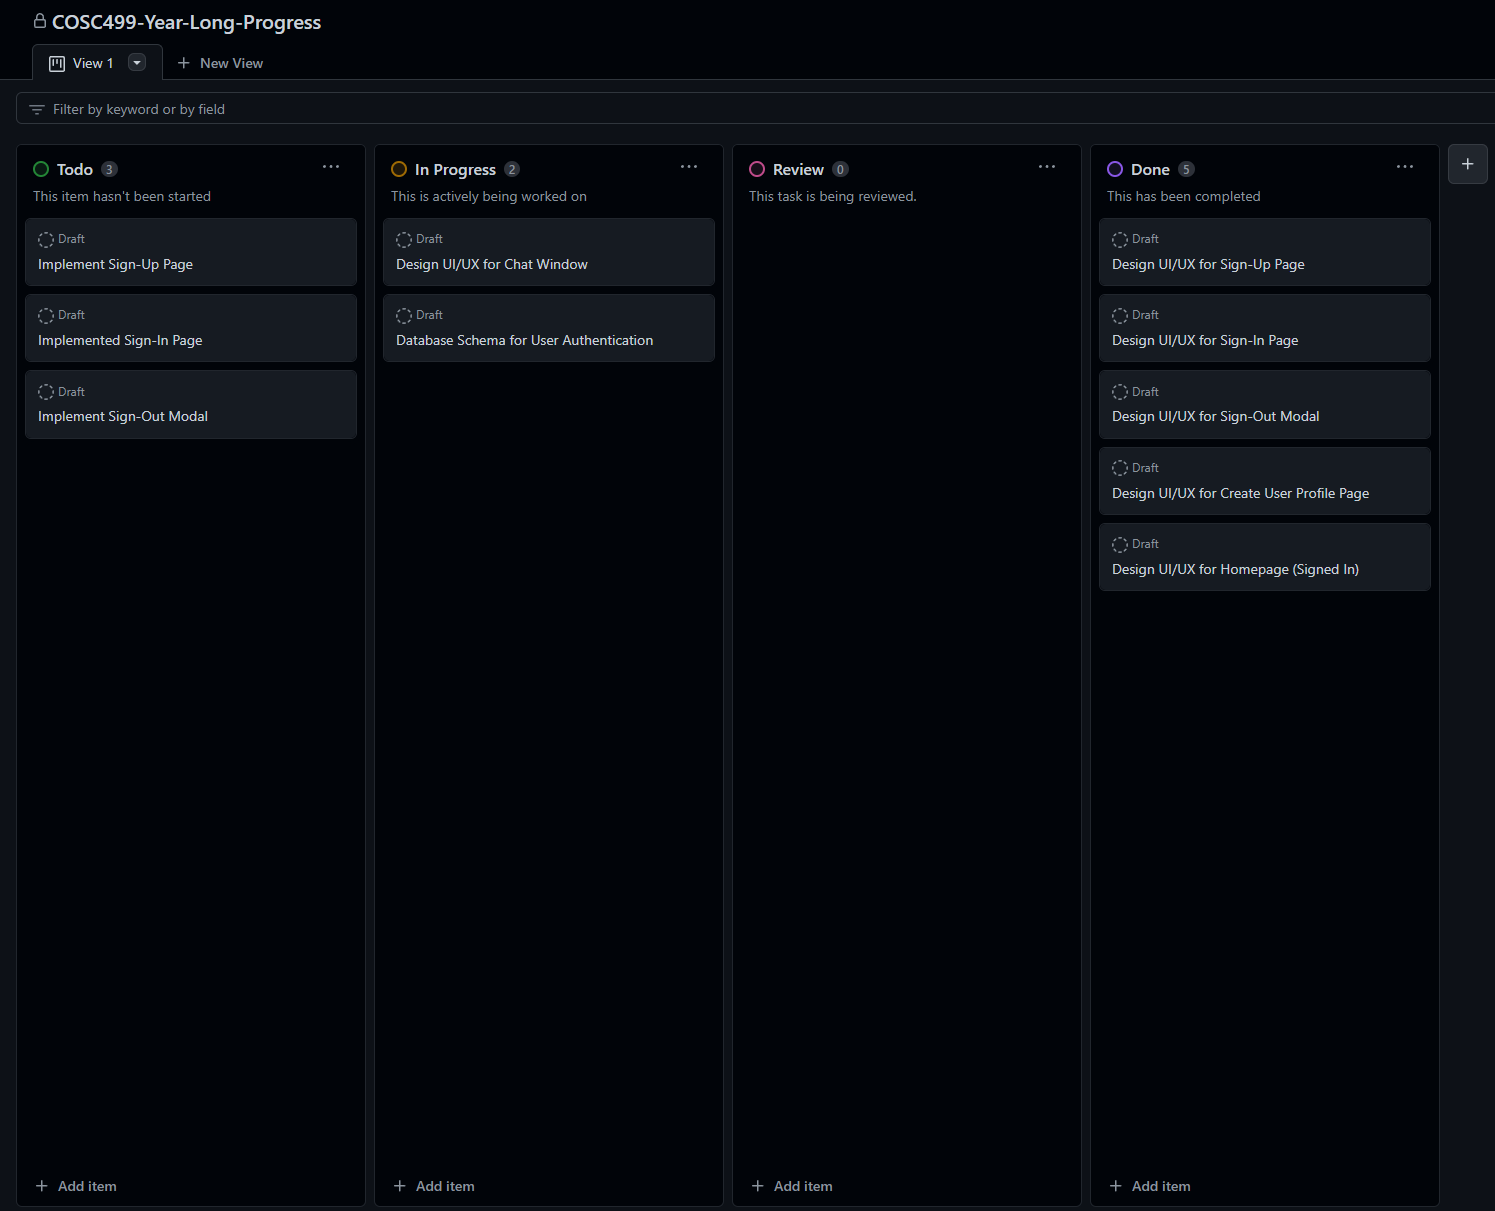 COSC499-Year-Long-Progress
View 1
New View
Filter by keyword or by field
Todo 3
This item hasn't been started
Draft
Implement Sign-Up Page
Draft
Implemented Sign-In Page
Draft
Implement Sign-Out Modal
Add item
In Progress 2
This is actively being worked on
Draft
Design UI/UX for Chat Window
Draft
Database Schema for User Authentication
Add item
Review 0
This task is being reviewed.
Add item
Done 5
This has been completed
Draft
Design UI/UX for Sign-Up Page
Draft
Design UI/UX for Sign-In Page
Draft
Design UI/UX for Sign-Out Modal
Draft
Design UI/UX for Create User Profile Page
Draft
Design UI/UX for Homepage (Signed In)
Add item